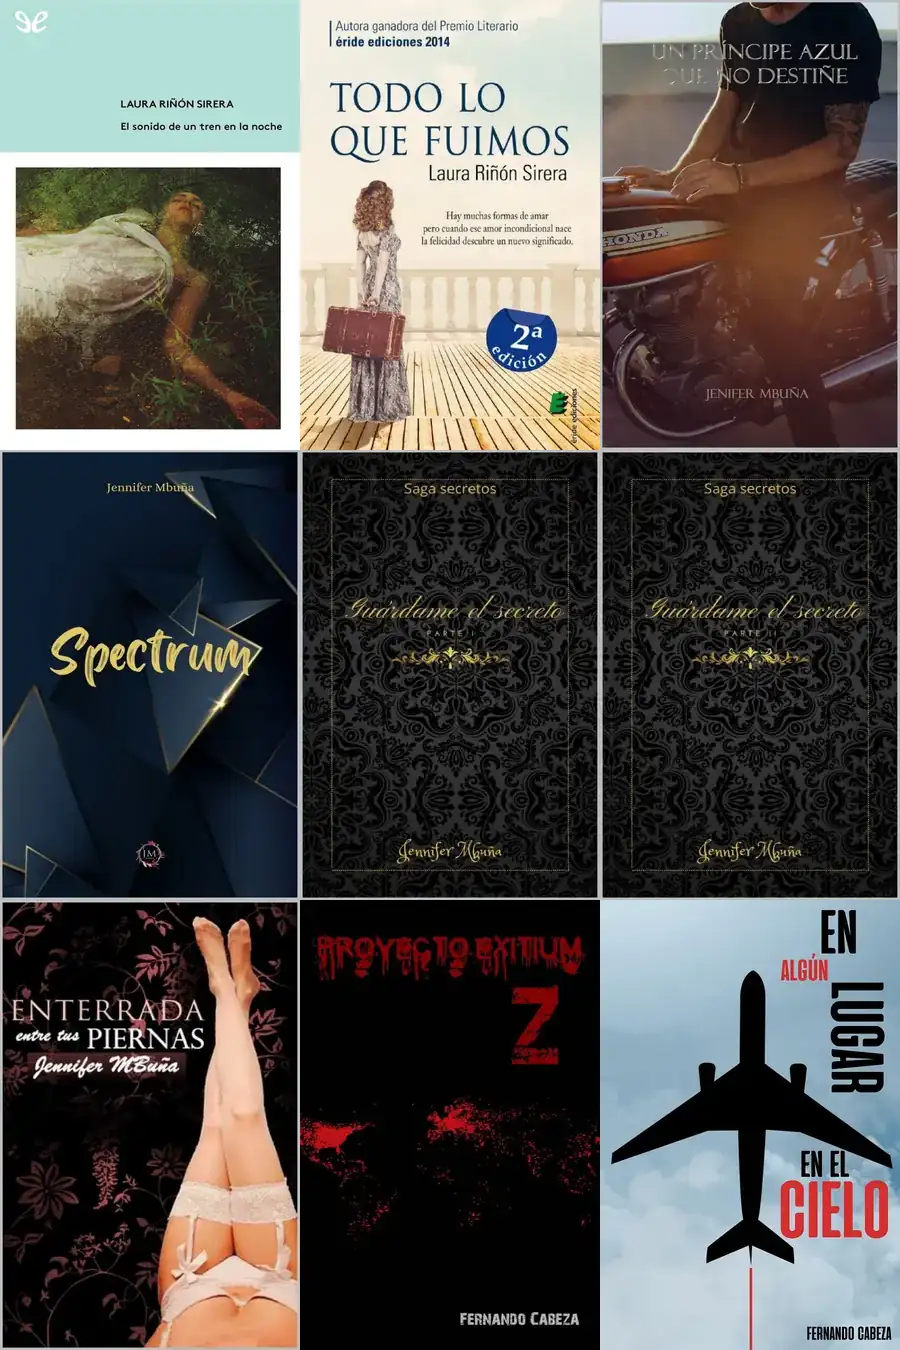 LAURA RIÑÓN SIRERA
El sonido de un tren en la noche
Autora ganadora del Premio Literario
éride ediciones 2014
TODO LO
QUE FUIMOS
Laura Riñón Sirera
Hay muchas formas de amar
pero cuando ese amor incondicional nace
la felicidad descubre un nuevo significado.
2ª
edición
éride ediciones
UN PRÍNCIPE AZUL
QUE NO DESTIÑE
HONDA
JENIFER MBUÑA
Jennifer Mbuña
Spectrum
JM
Saga secretos
Guárdame el secreto
PARTE I
Jennifer Mbuña
Saga secretos
Guárdame el secreto
PARTE
Jennifer Mbuña
ENTERRADA
entre tus PIERNAS
Jennifer MBuña
PROYECTO EXITIUM
Z
FERNANDO CABEZA
EN
ALGÚN
LUGAR
EN EL
CIELO
FERNANDO CABEZA